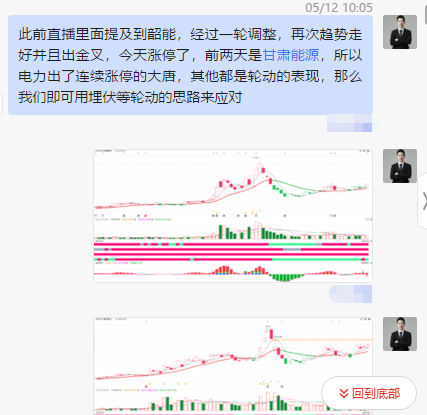 05/12 10:05
此前直播里面提及到韶能，经过一轮调整，再次趋势走
好并且出金叉，今天涨停了，前两天是甘肃能源，所以
电力出了连续涨停的大唐，其他都是轮动的表现，那么
我们即可用埋伏等轮动的思路来应对
回到底部